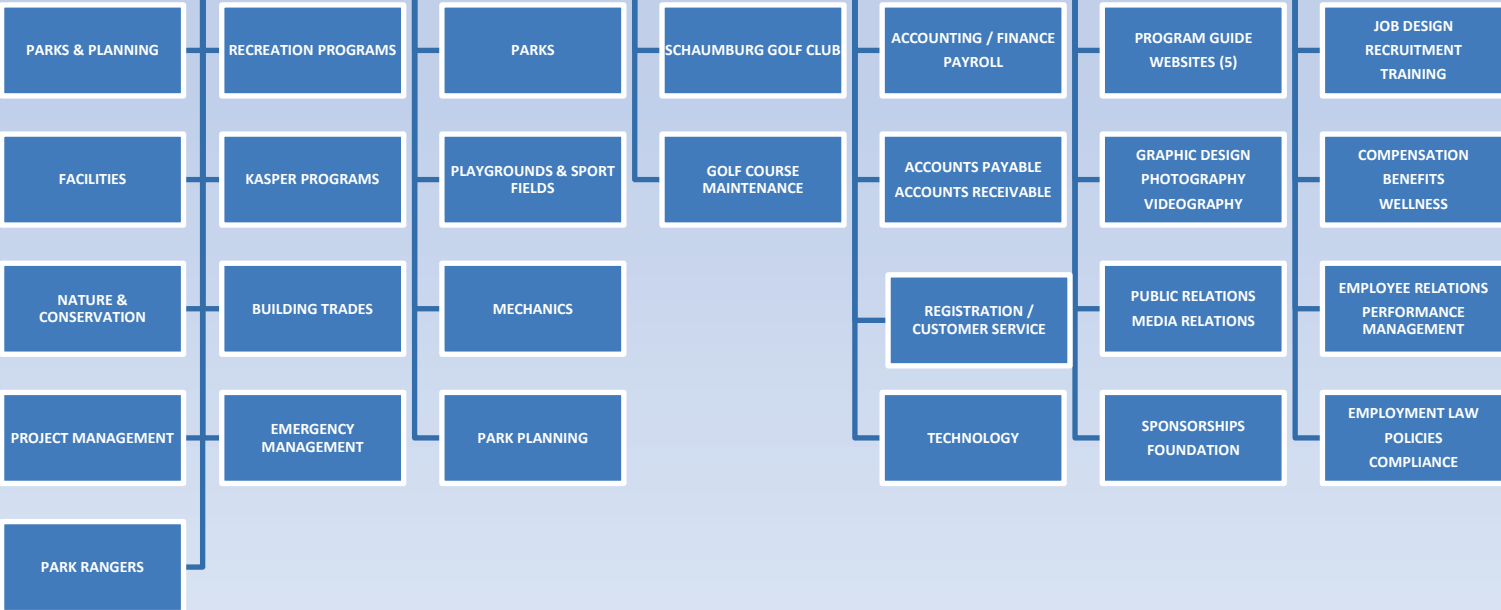 PARKS & PLANNING
RECREATION PROGRAMS
PARKS
SCHAUMBURG GOLF CLUB
ACCOUNTING / FINANCE
PAYROLL
PROGRAM GUIDE
WEBSITES (5)
JOB DESIGN
RECRUITMENT
TRAINING
FACILITIES
KASPER PROGRAMS
PLAYGROUNDS & SPORT
FIELDS
GOLF COURSE
MAINTENANCE
ACCOUNTS PAYABLE
ACCOUNTS RECEIVABLE
GRAPHIC DESIGN
PHOTOGRAPHY
VIDEOGRAPHY
COMPENSATION
BENEFITS
WELLNESS
NATURE &
CONSERVATION
BUILDING TRADES
MECHANICS
REGISTRATION /
CUSTOMER SERVICE
PUBLIC RELATIONS
MEDIA RELATIONS
EMPLOYEE RELATIONS
PERFORMANCE
MANAGEMENT
PROJECT MANAGEMENT
EMERGENCY
MANAGEMENT
PARK PLANNING
TECHNOLOGY
SPONSORSHIPS
FOUNDATION
EMPLOYMENT LAW
POLICIES
COMPLIANCE
PARK RANGERS